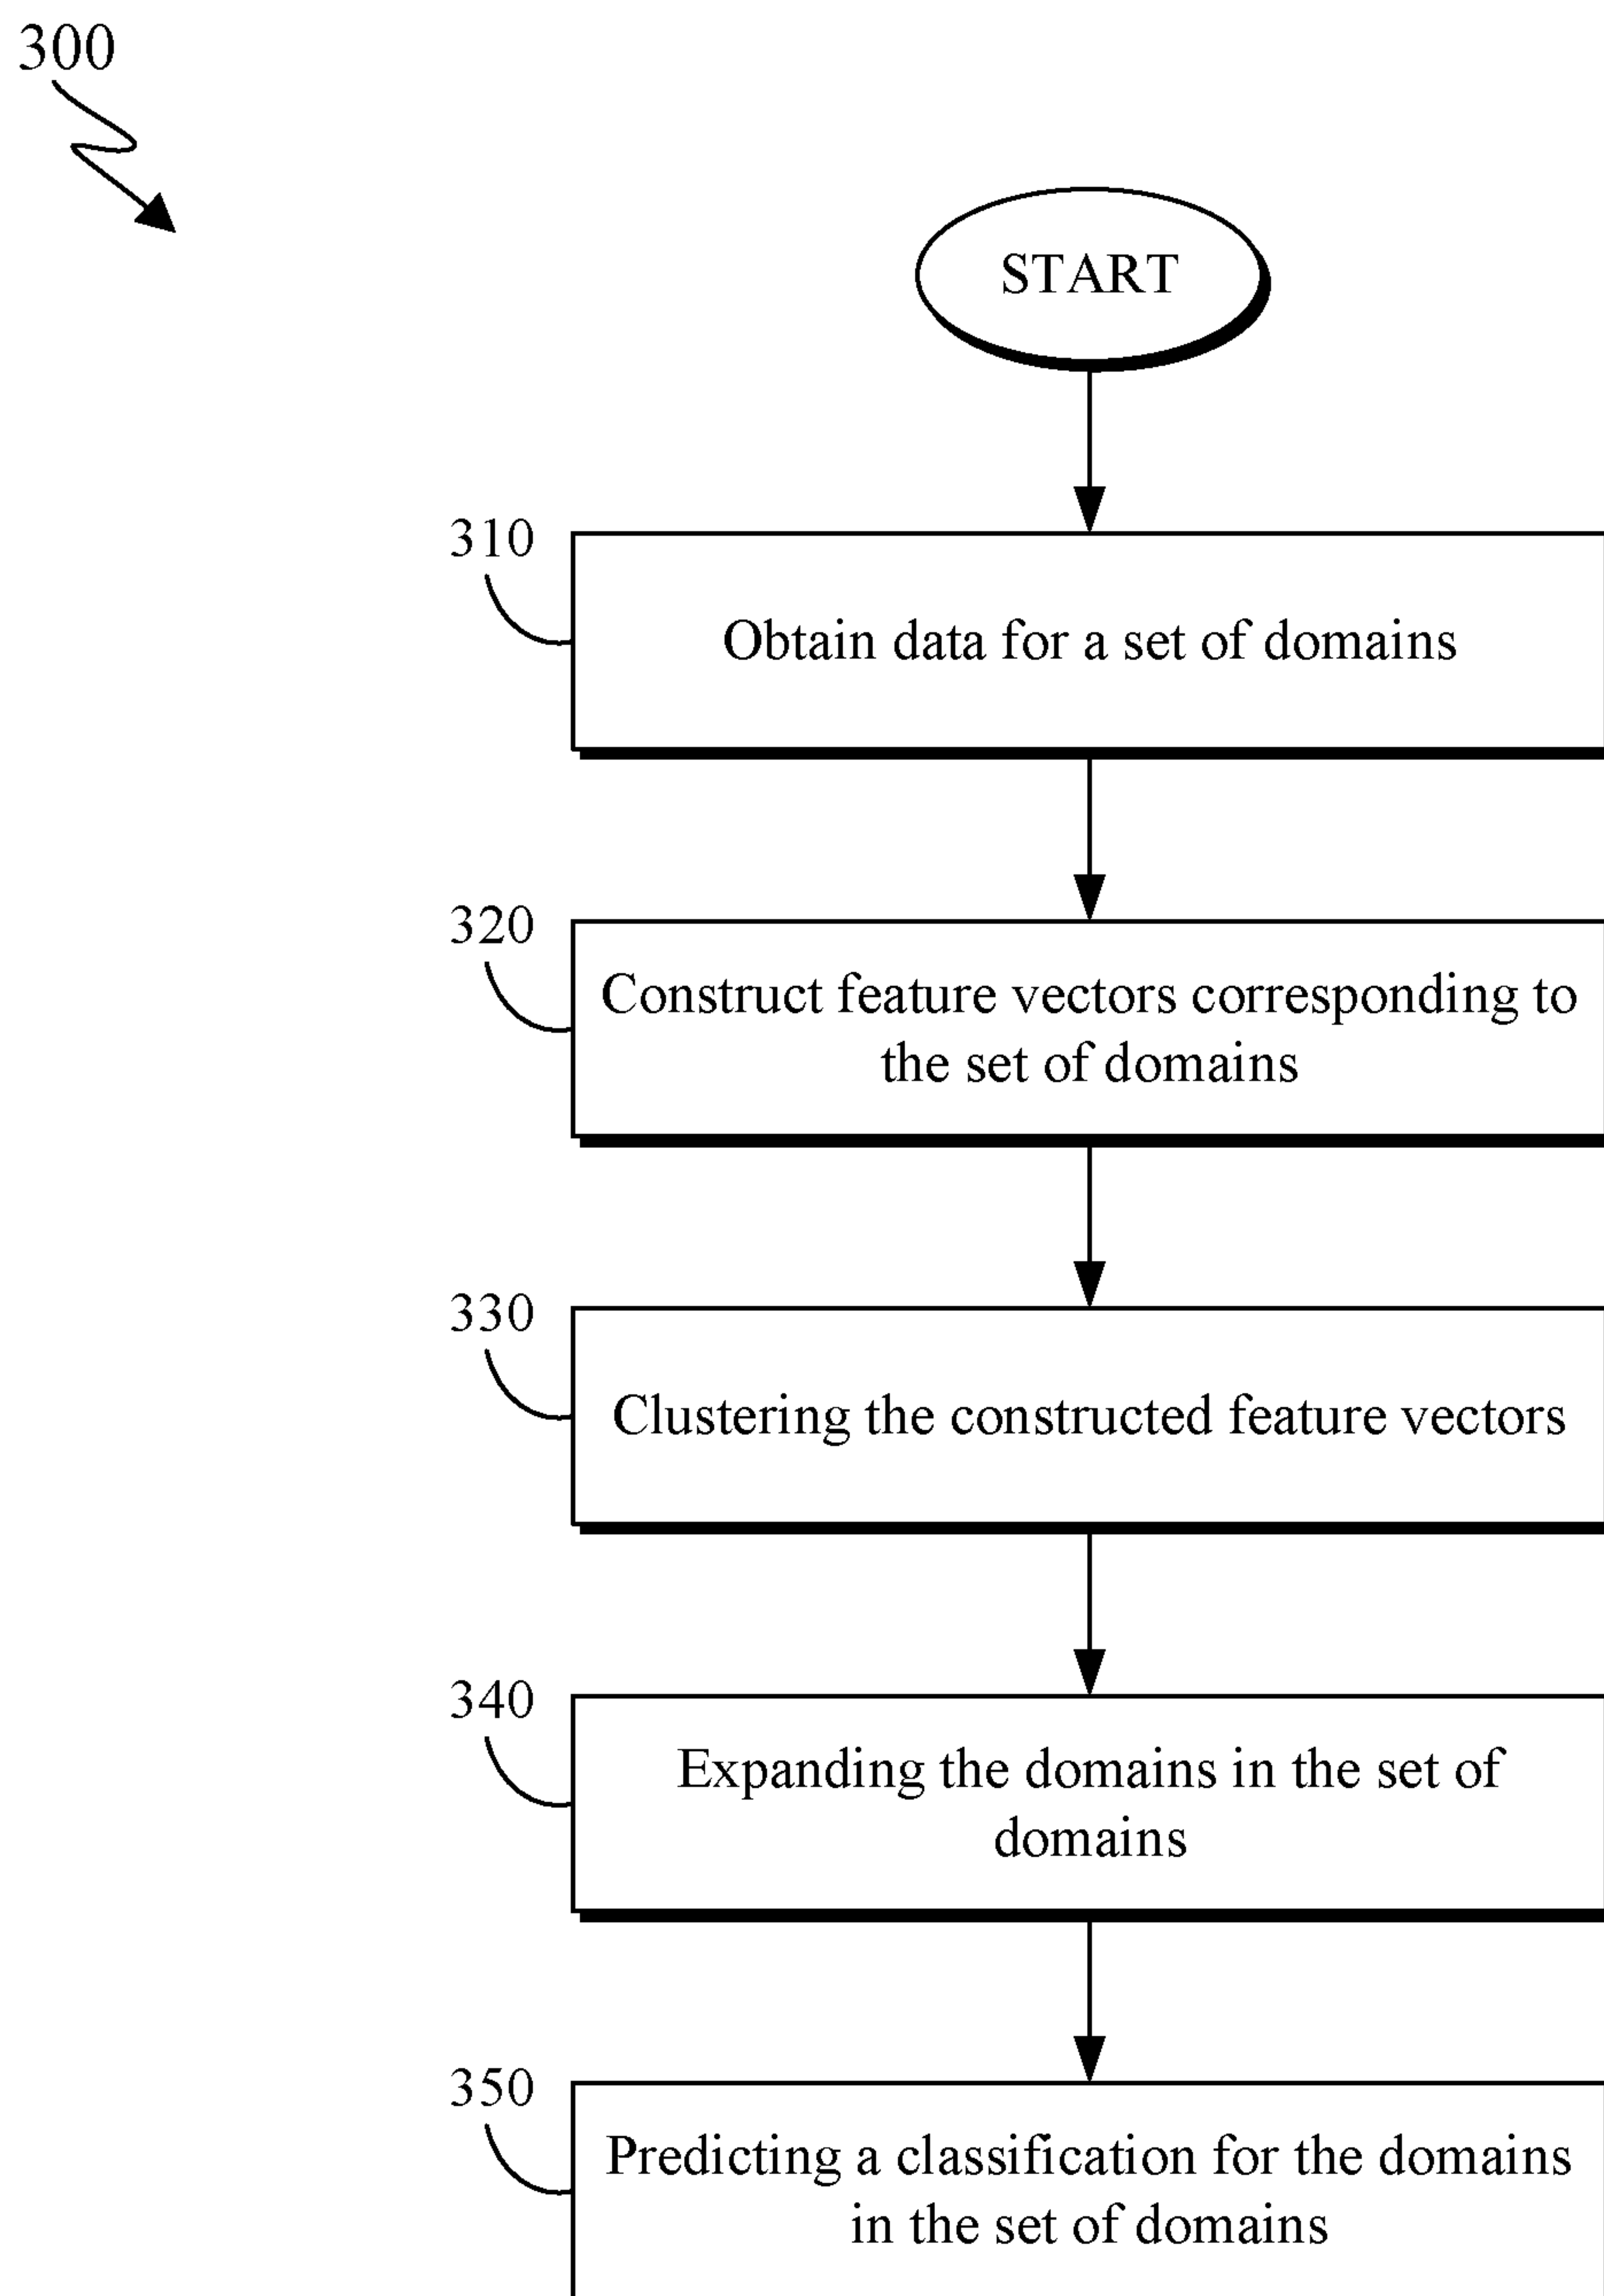 300
START
310
Obtain data for a set of domains
320
Construct feature vectors corresponding to
the set of domains
330
Clustering the constructed feature vectors
340
Expanding the domains in the set of
domains
350
Predicting a classification for the domains
in the set of domains